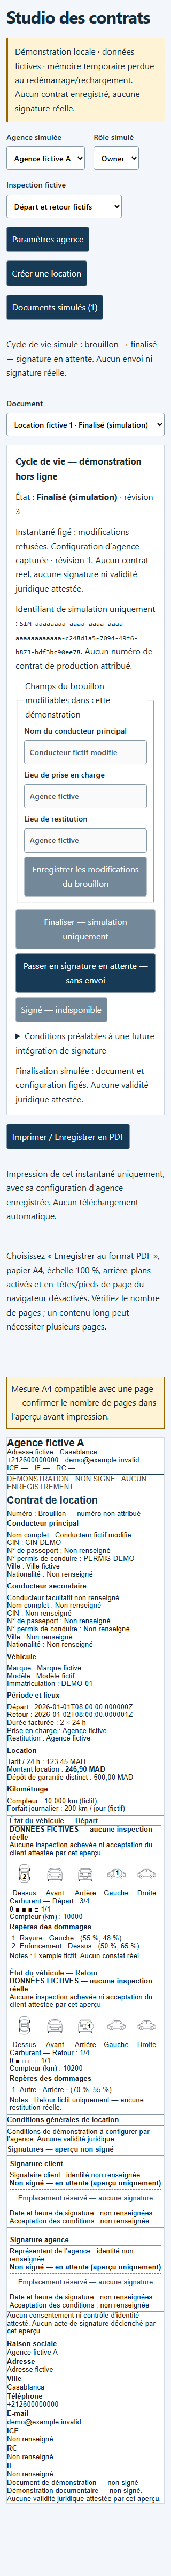 Studio des contrats
Démonstration locale · données
fictives · mémoire temporaire perdue
au redémarrage/rechargement.
Aucun contrat enregistré, aucune
signature réelle.
Agence simulée
Rôle simulé
Agence fictive A
Owner
Inspection fictive
Départ et retour fictifs
Paramètres agence
Créer une location
Documents simulés (1)
Cycle de vie simulé : brouillon → finalisé
→ signature en attente. Aucun envoi ni
signature réelle.
Document
Location fictive 1 · Finalisé (simulation)
Cycle de vie — démonstration
hors ligne
État : Finalisé (simulation) · révision
3
Instantané figé : modifications
refusées. Configuration d'agence
capturée · révision 1. Aucun contrat
réel, aucune signature ni validité
juridique attestée.
Identifiant de simulation uniquement
: SIM-aaaaaaaa-aaaa-aaaa-aaaa-
aaaaaaaaaaaa-c248d1a5-7094-49f6-
b873-bdf3bc90ee78. Aucun numéro de
contrat de production attribué.
Champs du brouillon
modifiables dans cette
démonstration
Nom du conducteur principal
Conducteur fictif modifie
Lieu de prise en charge
Agence fictive
Lieu de restitution
Agence fictive
Enregistrer les modifications
du brouillon
Finaliser — simulation
uniquement
Passer en signature en attente —
sans envoi
Signé — indisponible
▶ Conditions préalables à une future
intégration de signature
Finalisation simulée : document et
configuration figés. Aucune validité
juridique attestée.
Imprimer / Enregistrer en PDF
Impression de cet instantané uniquement,
avec sa configuration d'agence
enregistrée. Aucun téléchargement
automatique.
Choisissez « Enregistrer au format PDF »,
papier A4, échelle 100 %, arrière-plans
activés et en-têtes/pieds de page du
navigateur désactivés. Vérifiez le nombre
de pages ; un contenu long peut
nécessiter plusieurs pages.
Mesure A4 compatible avec une page
— confirmer le nombre de pages dans
l'aperçu avant impression.
Agence fictive A
Adresse fictive · Casablanca
+212600000000 · demo@example.invalid
ICE — · IF — · RC —
DÉMONSTRATION NON SIGNÉ AUCUN
ENREGISTREMENT
Contrat de location
Numéro : Brouillon — numéro non attribué
Conducteur principal
Nom complet : Conducteur fictif modifie
CIN : CIN-DEMO
N° de passeport : Non renseigné
N° permis de conduire : PERMIS-DEMO
Ville : Ville fictive
Nationalité : Non renseigné
Conducteur secondaire
Conducteur facultatif non renseigné
Nom complet : Non renseigné
CIN : Non renseigné
N° de passeport : Non renseigné
N° permis de conduire : Non renseigné
Ville : Non renseigné
Nationalité : Non renseigné
Véhicule
Marque : Marque fictive
Modèle : Modèle fictif
Immatriculation : DEMO-01
Période et lieux
Départ : 2026-01-01T08:00:00.000000Z
Retour : 2026-01-02T08:00:00.000001Z
Durée facturée : 2 × 24 h
Prise en charge : Agence fictive
Restitution : Agence fictive
Location
Tarif / 24 h : 123,45 MAD
Montant location : 246,90 MAD
Dépôt de garantie distinct : 500,00 MAD
Kilométrage
Compteur : 10 000 km (fictif)
Forfait journalier : 200 km / jour (fictif)
État du véhicule — Départ
DONNÉES FICTIVES — aucune inspection
réelle
Aucune inspection achevée ni acceptation du
client attestée par cet aperçu
2
1
Dessus Avant Arrière Gauche Droite
Carburant — Départ : 3/4
0 ■ ■ ■ □ 1/1
Compteur (km) : 10000
Repères des dommages
1. Rayure · Gauche · (55 %, 48 %)
2. Enfoncement · Dessus · (50 %, 65 %)
Notes : Exemple fictif. Aucun constat réel.
État du véhicule — Retour
DONNÉES FICTIVES — aucune inspection
réelle
Aucune inspection achevée ni acceptation du
client attestée par cet aperçu
1
Dessus Avant Arrière Gauche Droite
Carburant — Retour : 1/4
0 ■ □ □ □ 1/1
Compteur (km) : 10200
Repères des dommages
1. Autre · Arrière · (70 %, 55 %)
Notes : Retour fictif uniquement — aucune
restitution réelle.
Conditions générales de location
Conditions de démonstration à configurer par
l'agence. Aucune validité juridique.
Signatures — aperçu non signé
Signature client
Signataire client : identité non renseignée
Non signé — en attente (aperçu uniquement)
Emplacement réservé — aucune signature
Date et heure de signature : non renseignées
Acceptation des conditions : non renseignée
Signature agence
Représentant de l'agence : identité non
renseignée
Non signé — en attente (aperçu uniquement)
Emplacement réservé — aucune signature
Date et heure de signature : non renseignées
Acceptation des conditions : non renseignée
Aucun consentement ni contrôle d'identité
attesté. Aucun acte de signature déclenché par
cet aperçu.
Raison sociale
Agence fictive A
Adresse
Adresse fictive
Ville
Casablanca
Téléphone
+212600000000
E-mail
demo@example.invalid
ICE
Non renseigné
RC
Non renseigné
IF
Non renseigné
Document de démonstration — non signé
Démonstration documentaire — non signé.
Aucune validité juridique attestée par cet aperçu.